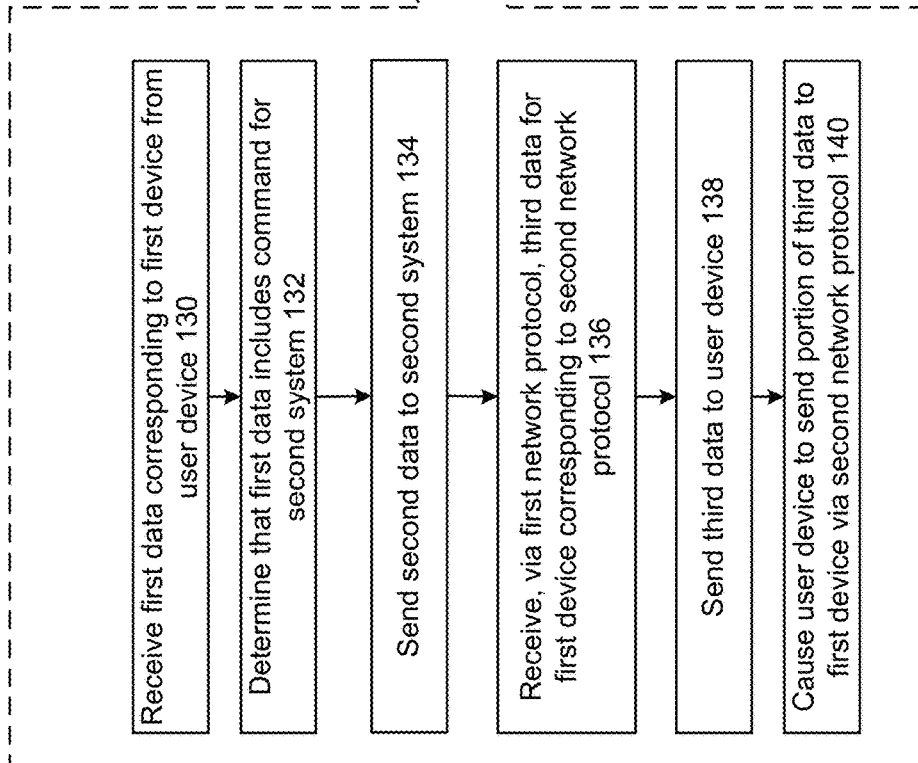 Receive first data corresponding to first device from
user device 130
Determine that first data includes command for
second system 132
Send second data to second system 134
Receive, via first network protocol, third data for
first device corresponding to second network
protocol 136
Send third data to user device 138
Cause user device to send portion of third data to
first device via second network protocol 140